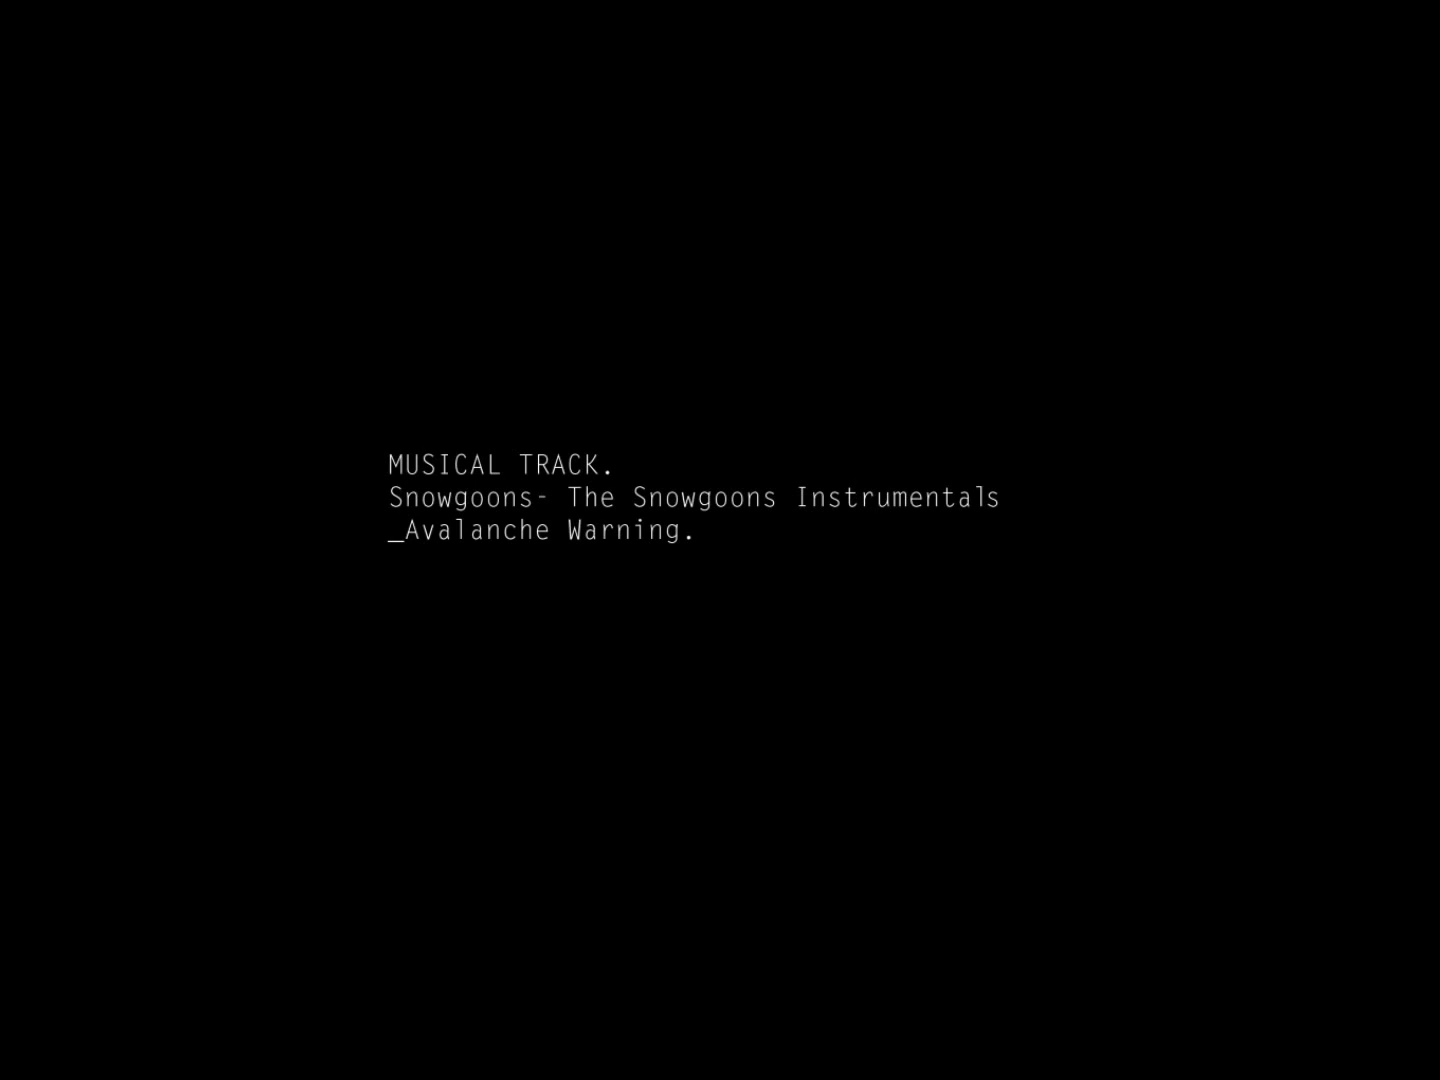 MUSICAL TRACK.
Snowgoons- The Snowgoons Instrumentals
_Avalanche Warning.